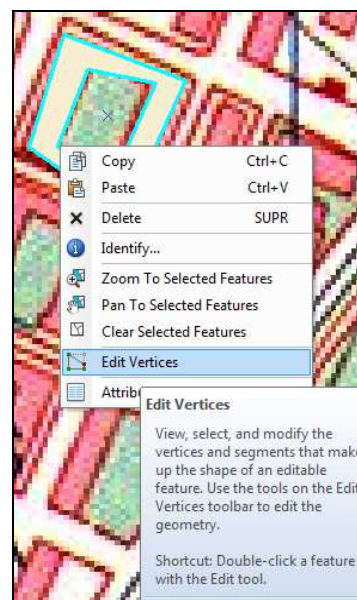 Copy Ctrl+C
Paste Ctrl+V
Delete SUPR
Identify...
Zoom To Selected Features
Pan To Selected Features
Clear Selected Features
Edit Vertices
Attrib
Edit Vertices
View, select, and modify the
vertices and segments that make
up the shape of an editable
feature. Use the tools on the Edit
Vertices toolbar to edit the
geometry.
Shortcut: Double-click a feature
with the Edit tool.